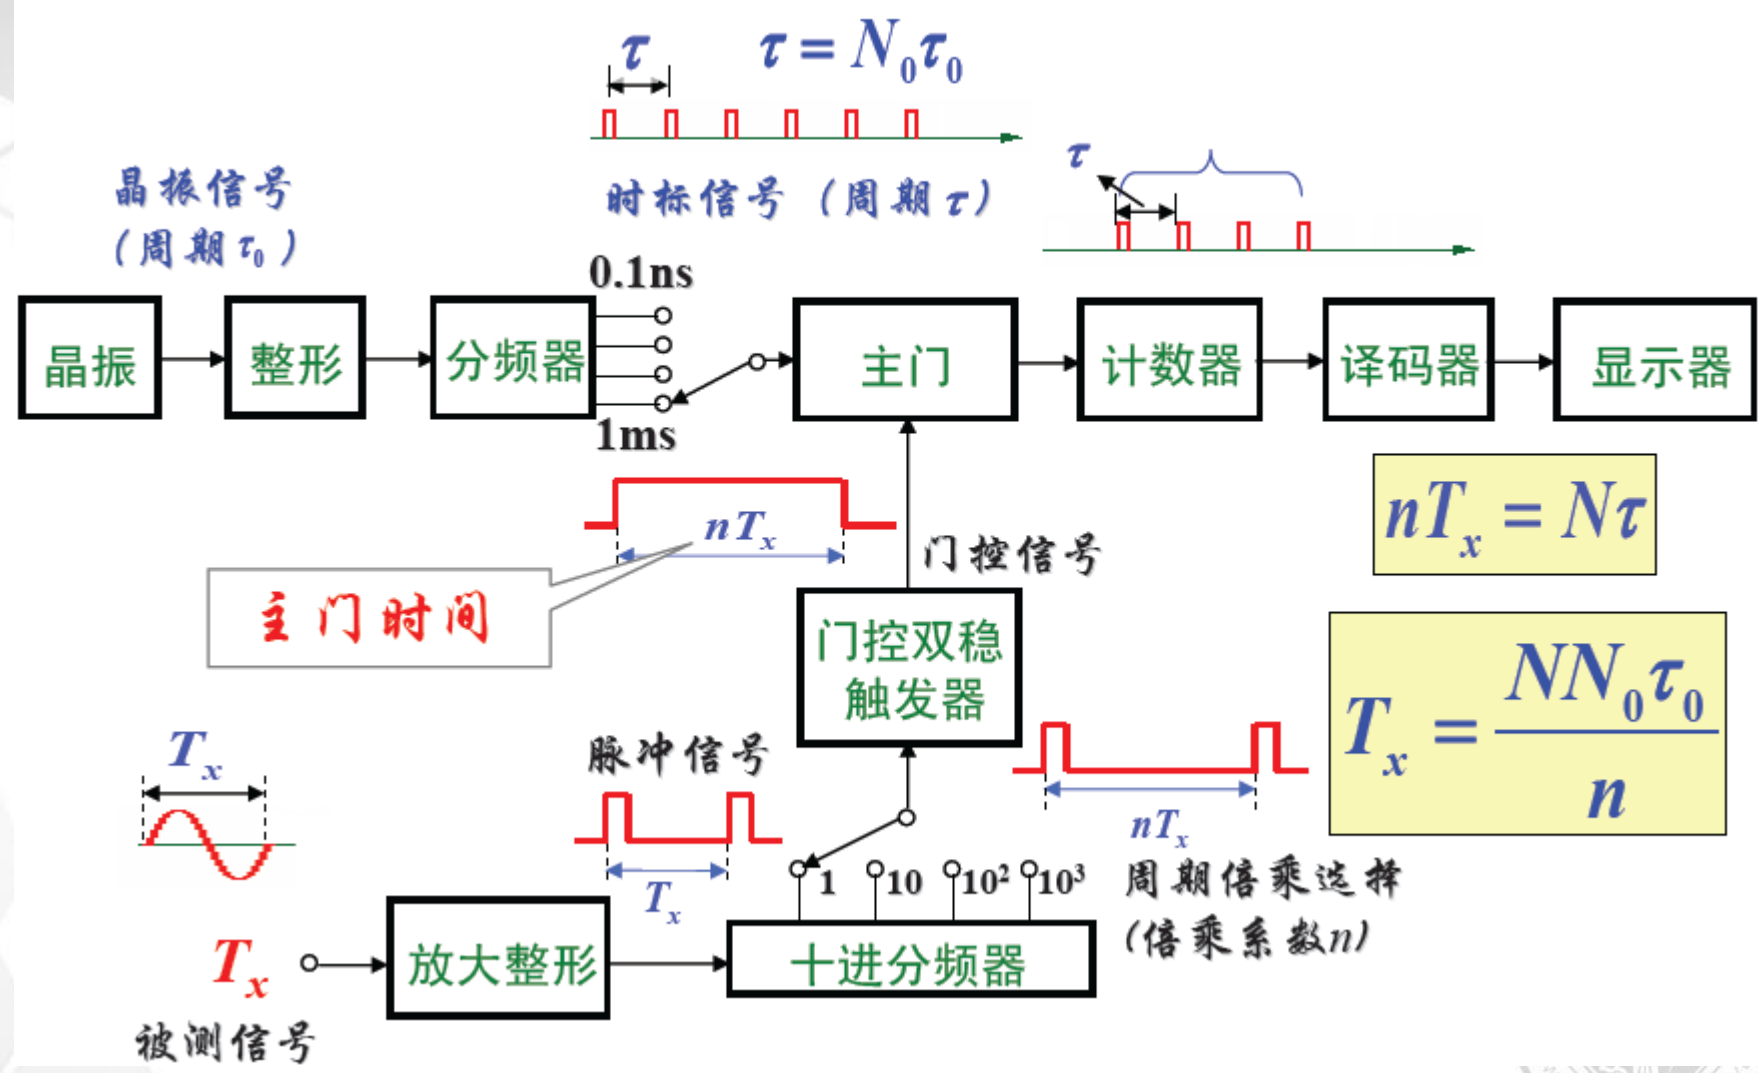 τ
τ = N₀τ₀
晶振信号
(周期 τ₀)
时标信号 (周期 τ)
τ
0.1ns
晶振
整形
分频器
主门
计数器
译码器
显示器
1ms
nTₓ
门控信号
nTₓ = Nτ
主门时间
门控双稳
触发器
Tₓ = NN₀τ₀ / n
Tₓ
脉冲信号
nTₓ
Tₓ
1
10
10²
10³
周期倍乘选择
(倍乘系数n)
Tₓ
放大整形
十进分频器
被测信号